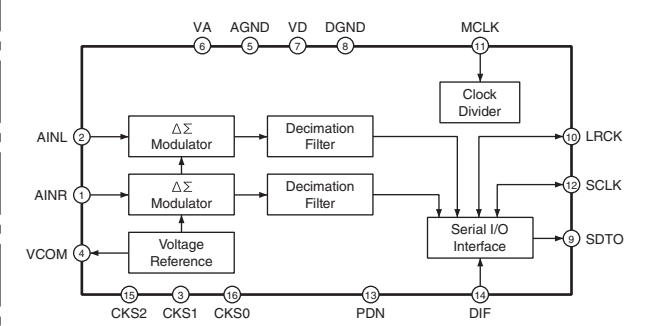 VA AGND VD DGND MCLK
6 5 7 8 11
Clock
Divider
AINL 2
ΔΣ
Modulator
Decimation
Filter
10 LRCK
AINR 1
ΔΣ
Modulator
Decimation
Filter
12 SCLK
VCOM 4
Voltage
Reference
Serial I/O
Interface
9 SDTO
15 3 16 13 14
CKS2 CKS1 CKS0 PDN DIF